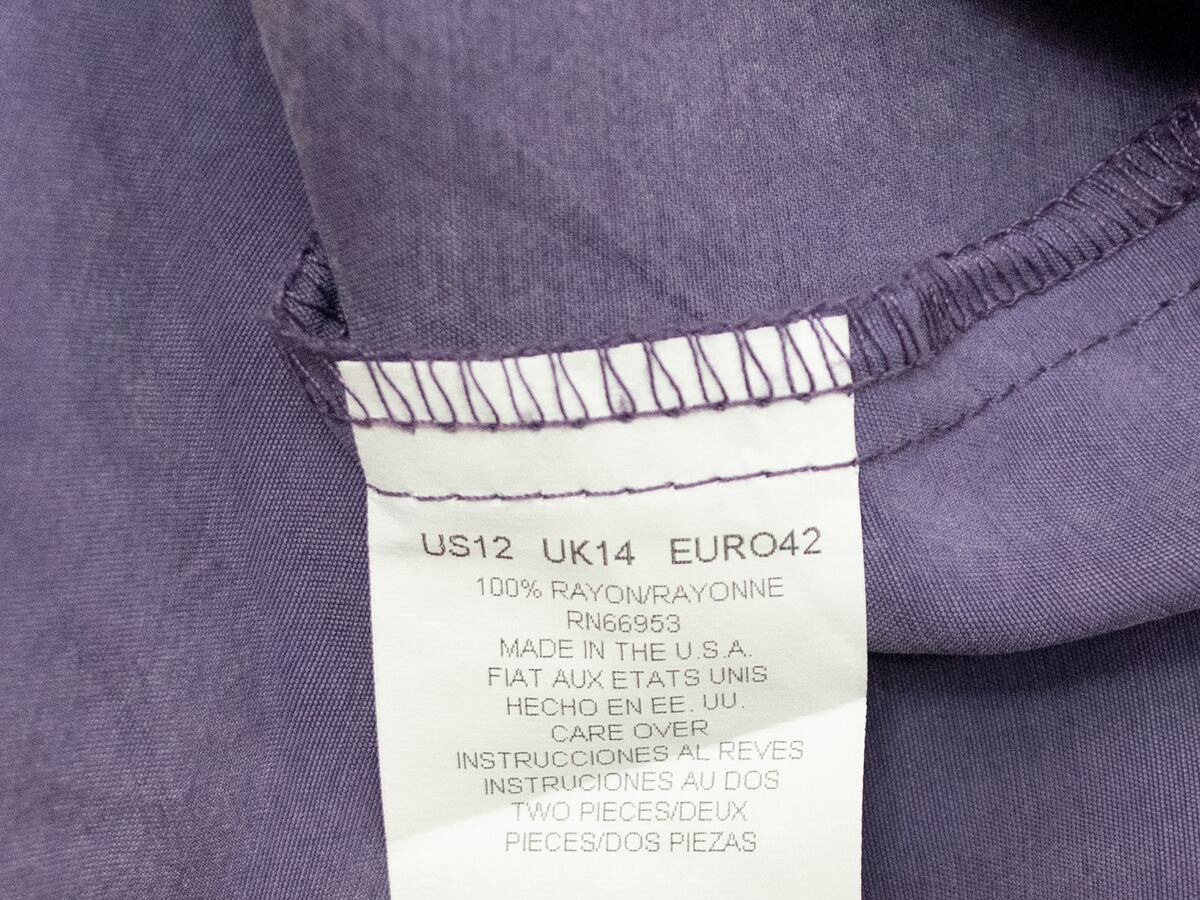 US12 UK14 EURO42
100% RAYON/RAYONNE
RN66953
MADE IN THE U.S.A.
FIAT AUX ETATS UNIS
HECHO EN EE. UU.
CARE OVER
INSTRUCCIONES AL REVES
INSTRUCIONES AU DOS
TWO PIECES/DEUX
PIECES/DOS PIEZAS